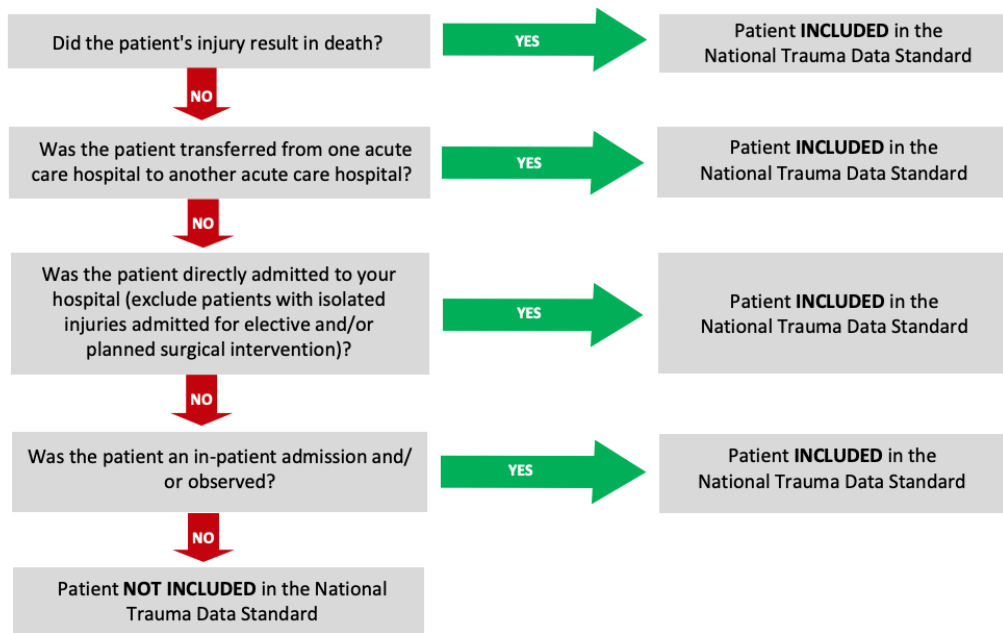 Did the patient's injury result in death?
YES
Patient INCLUDED in the
National Trauma Data Standard
NO
Was the patient transferred from one acute
care hospital to another acute care hospital?
YES
Patient INCLUDED in the
National Trauma Data Standard
NO
Was the patient directly admitted to your
hospital (exclude patients with isolated
injuries admitted for elective and/or
planned surgical intervention)?
YES
Patient INCLUDED in the
National Trauma Data Standard
NO
Was the patient an in-patient admission and/
or observed?
YES
Patient INCLUDED in the
National Trauma Data Standard
NO
Patient NOT INCLUDED in the National
Trauma Data Standard